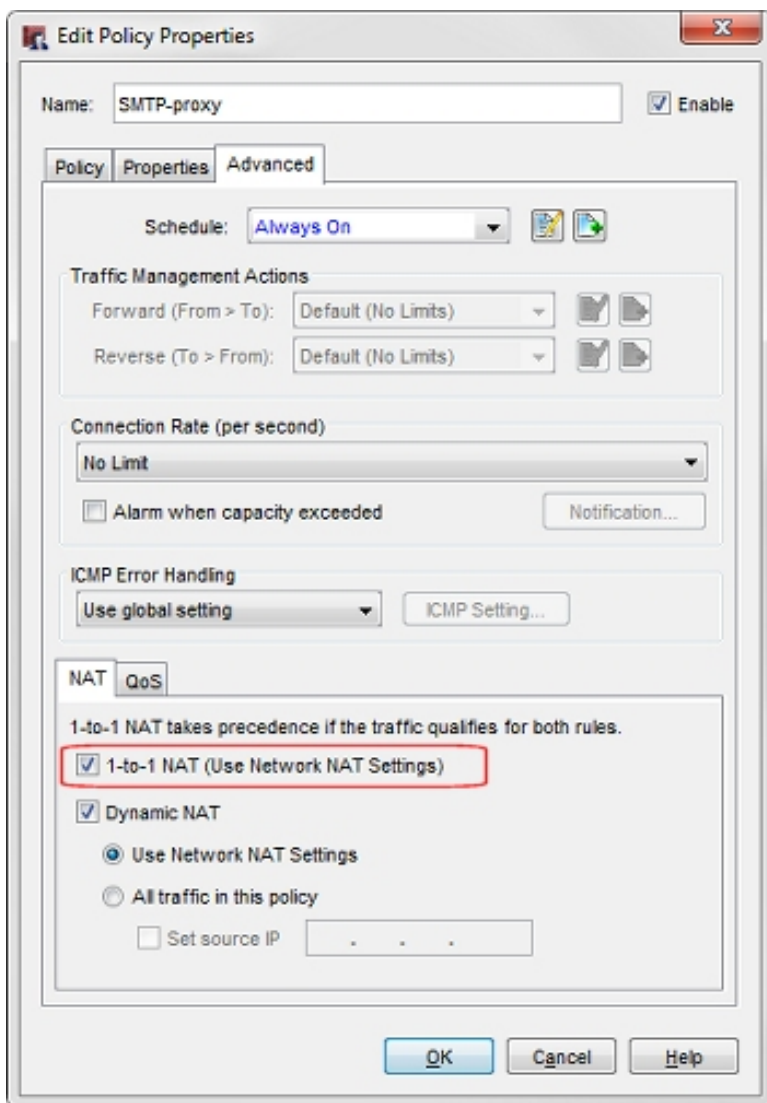 Edit Policy Properties
Name: SMTP-proxy Enable
Policy Properties Advanced
Schedule: Always On
Traffic Management Actions
Forward (From > To): Default (No Limits)
Reverse (To > From): Default (No Limits)
Connection Rate (per second)
No Limit
Alarm when capacity exceeded Notification...
ICMP Error Handling
Use global setting ICMP Setting...
NAT QoS
1-to-1 NAT takes precedence if the traffic qualifies for both rules.
1-to-1 NAT (Use Network NAT Settings)
Dynamic NAT
Use Network NAT Settings
All traffic in this policy
Set source IP . . .
OK Cancel Help